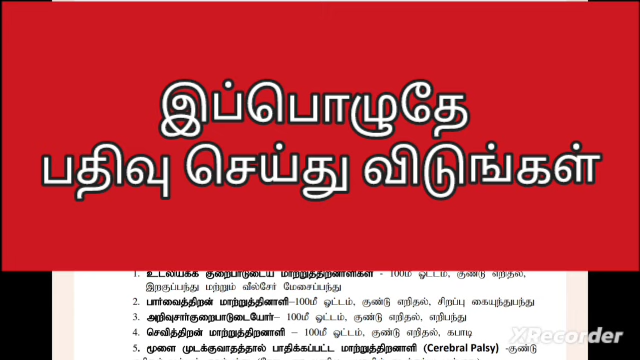 இப்பொழுதே
பதிவு செய்து விடுங்கள்
1. உடலியக்க குறைபாடுடைய மாற்றுத்திறனாளிகள் - 100மீ ஓட்டம், குண்டு எறிதல்,
இறகுப்பந்து மற்றும் வீல்சேர் மேசைப்பந்து
2. பார்வைத்திறன் மாற்றுத்தினாளி–100மீ ஓட்டம், குண்டு எறிதல், சிறப்பு கையுந்துபந்து
3. அறிவுசார்குறைபாடுடையோர்– 100மீ ஓட்டம், குண்டு எறிதல், எறிபந்து
4. செவித்திறன் மாற்றுத்திறனாளி – 100மீ ஓட்டம், குண்டு எறிதல், கபாடி
5. மூளை முடக்குவாதத்தால் பாதிக்கப்பட்ட மாற்றுத்திறனாளி (Cerebral Palsy) -குண்டு
XRecorder